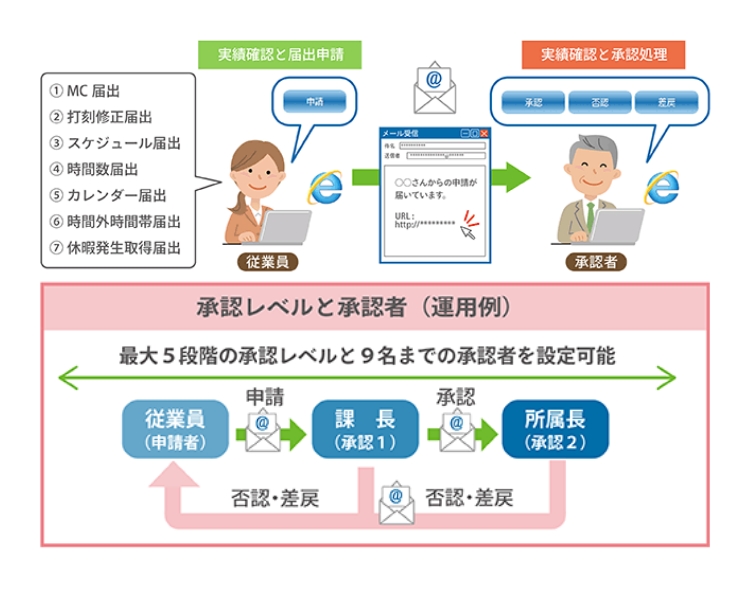 実績確認と届出申請
実績確認と承認処理
① MC 届出
② 打刻修正届出
③ スケジュール届出
④ 時間数届出
⑤ カレンダー届出
⑥ 時間外時間帯届出
⑦ 休暇発生取得届出
申請
@
承認
否認
差戻
メール受信
件名 **********
送信者
○○さんからの申請が
届いています。
URL :
http://*********
従業員
承認者
承認レベルと承認者（運用例）
最大５段階の承認レベルと９名までの承認者を設定可能
申請
承認
従業員
（申請者）
@
課　長
（承認１）
@
所属長
（承認２）
否認・差戻
@
否認・差戻